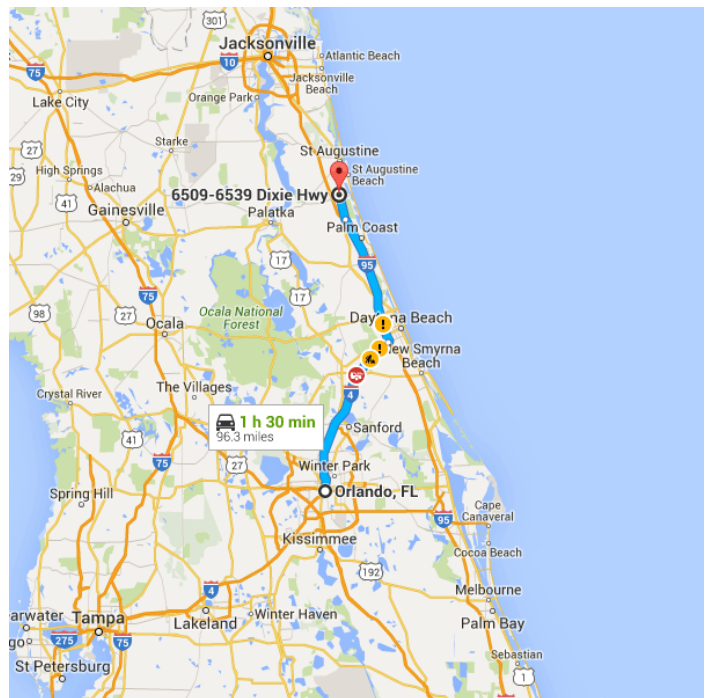 301
Jacksonville
Atlantic Beach
75
10
Jacksonville
Beach
Lake City
Orange Park
Starke
27
St Augustine
High Springs
St Augustine
Beach
41
Alachua
6509-6539 Dixie Hwy
Gainesville
Palatka
Palm Coast
17
95
75
17
98
27
Ocala National
Forest
Daytona Beach
Ocala
New Smyrna
Beach
The Villages
4
Crystal River
1 h 30 min
96.3 miles
41
Sanford
75
27
Winter Park
Spring Hill
Orlando, FL
95
Cape
Canaveral
Kissimmee
Cocoa Beach
192
4
Melbourne
earwater
Tampa
Lakeland
Winter Haven
Palm Bay
go
275
75
St Petersburg
Sebastian
1